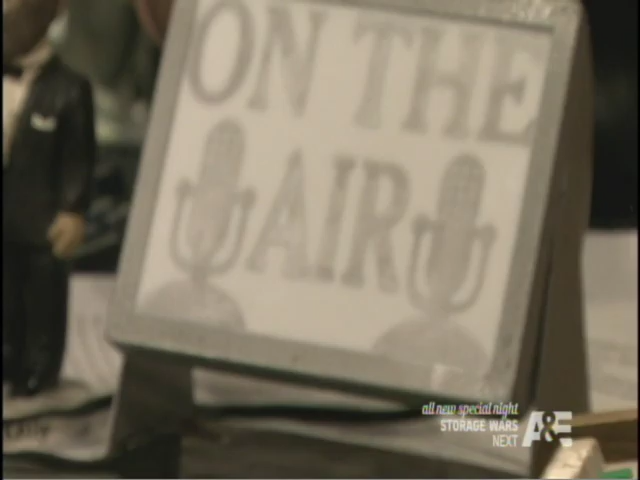 ON THE
AIR
all new special night
STORAGE WARS
NEXT
A&E